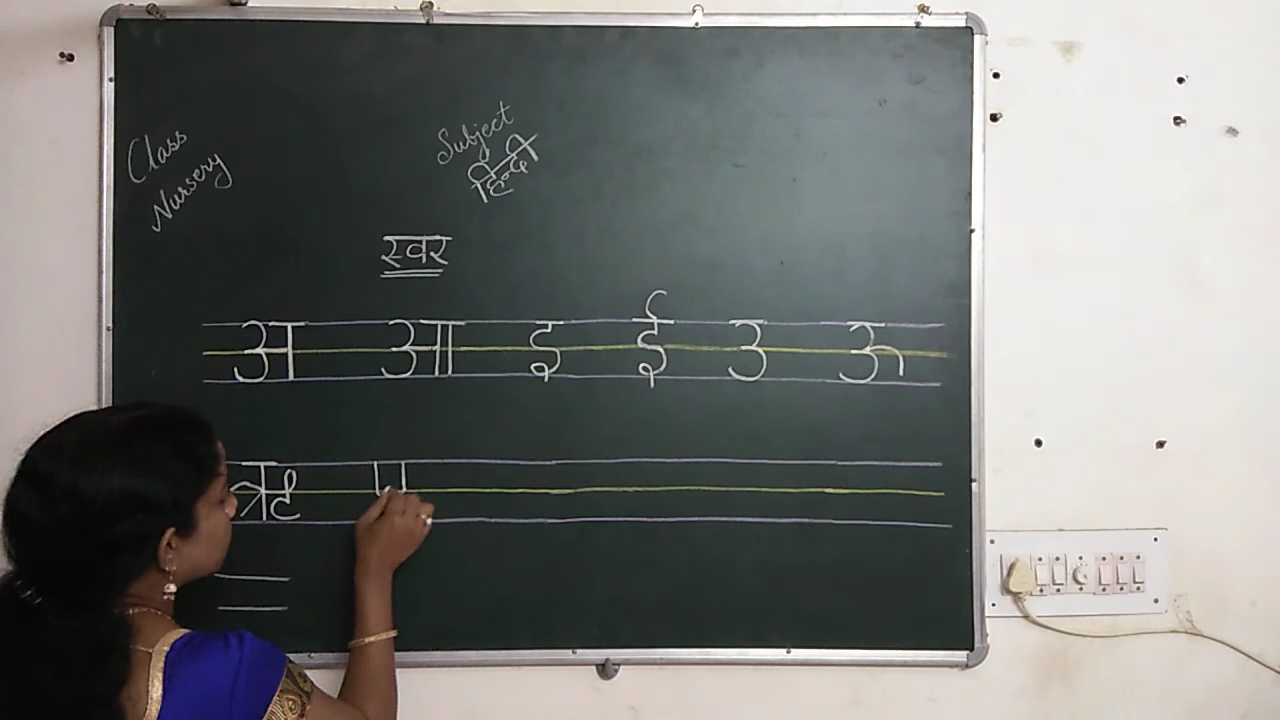 Class
Nursery
Subject
हिन्दी
स्वर
अ आ इ ई उ ऊ
ऋ